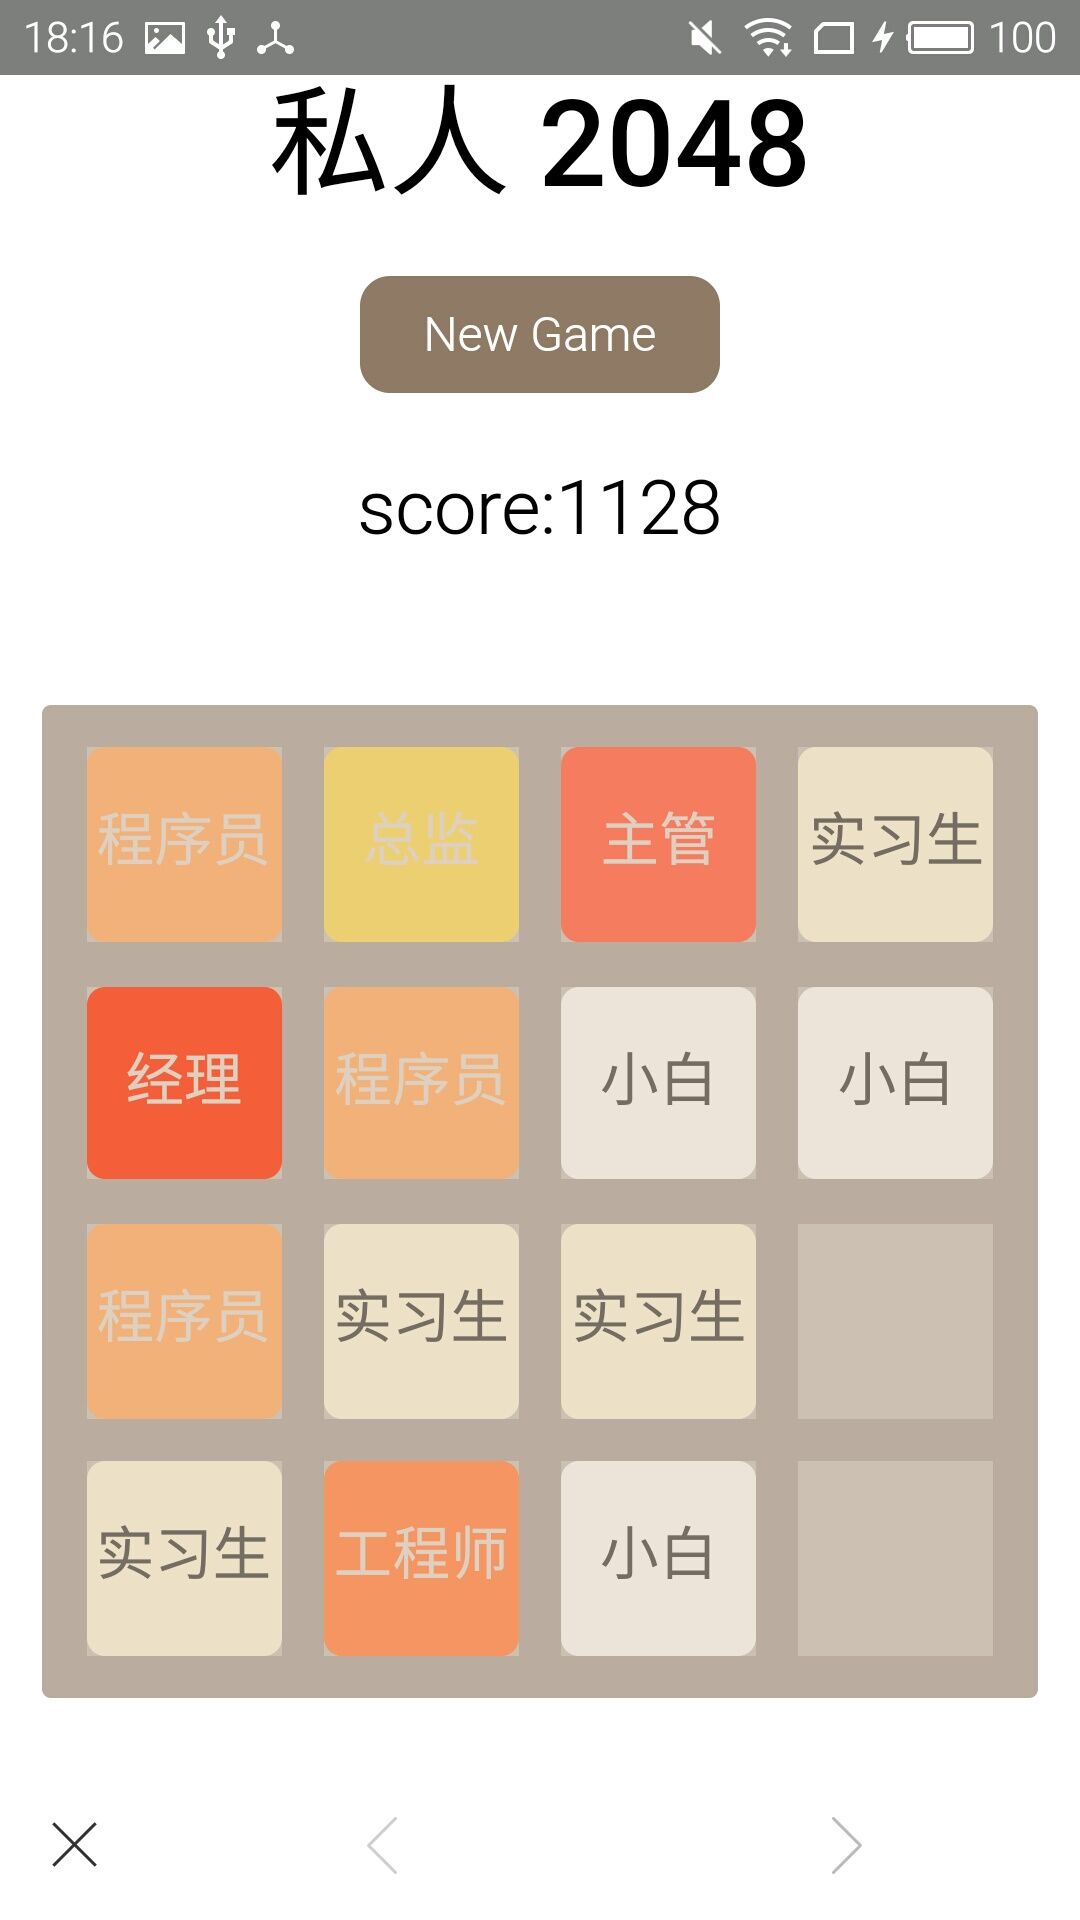 18:16 100
私人 2048
New Game
score:1128
程序员 总监 主管 实习生
经理 程序员 小白 小白
程序员 实习生 实习生
实习生 工程师 小白